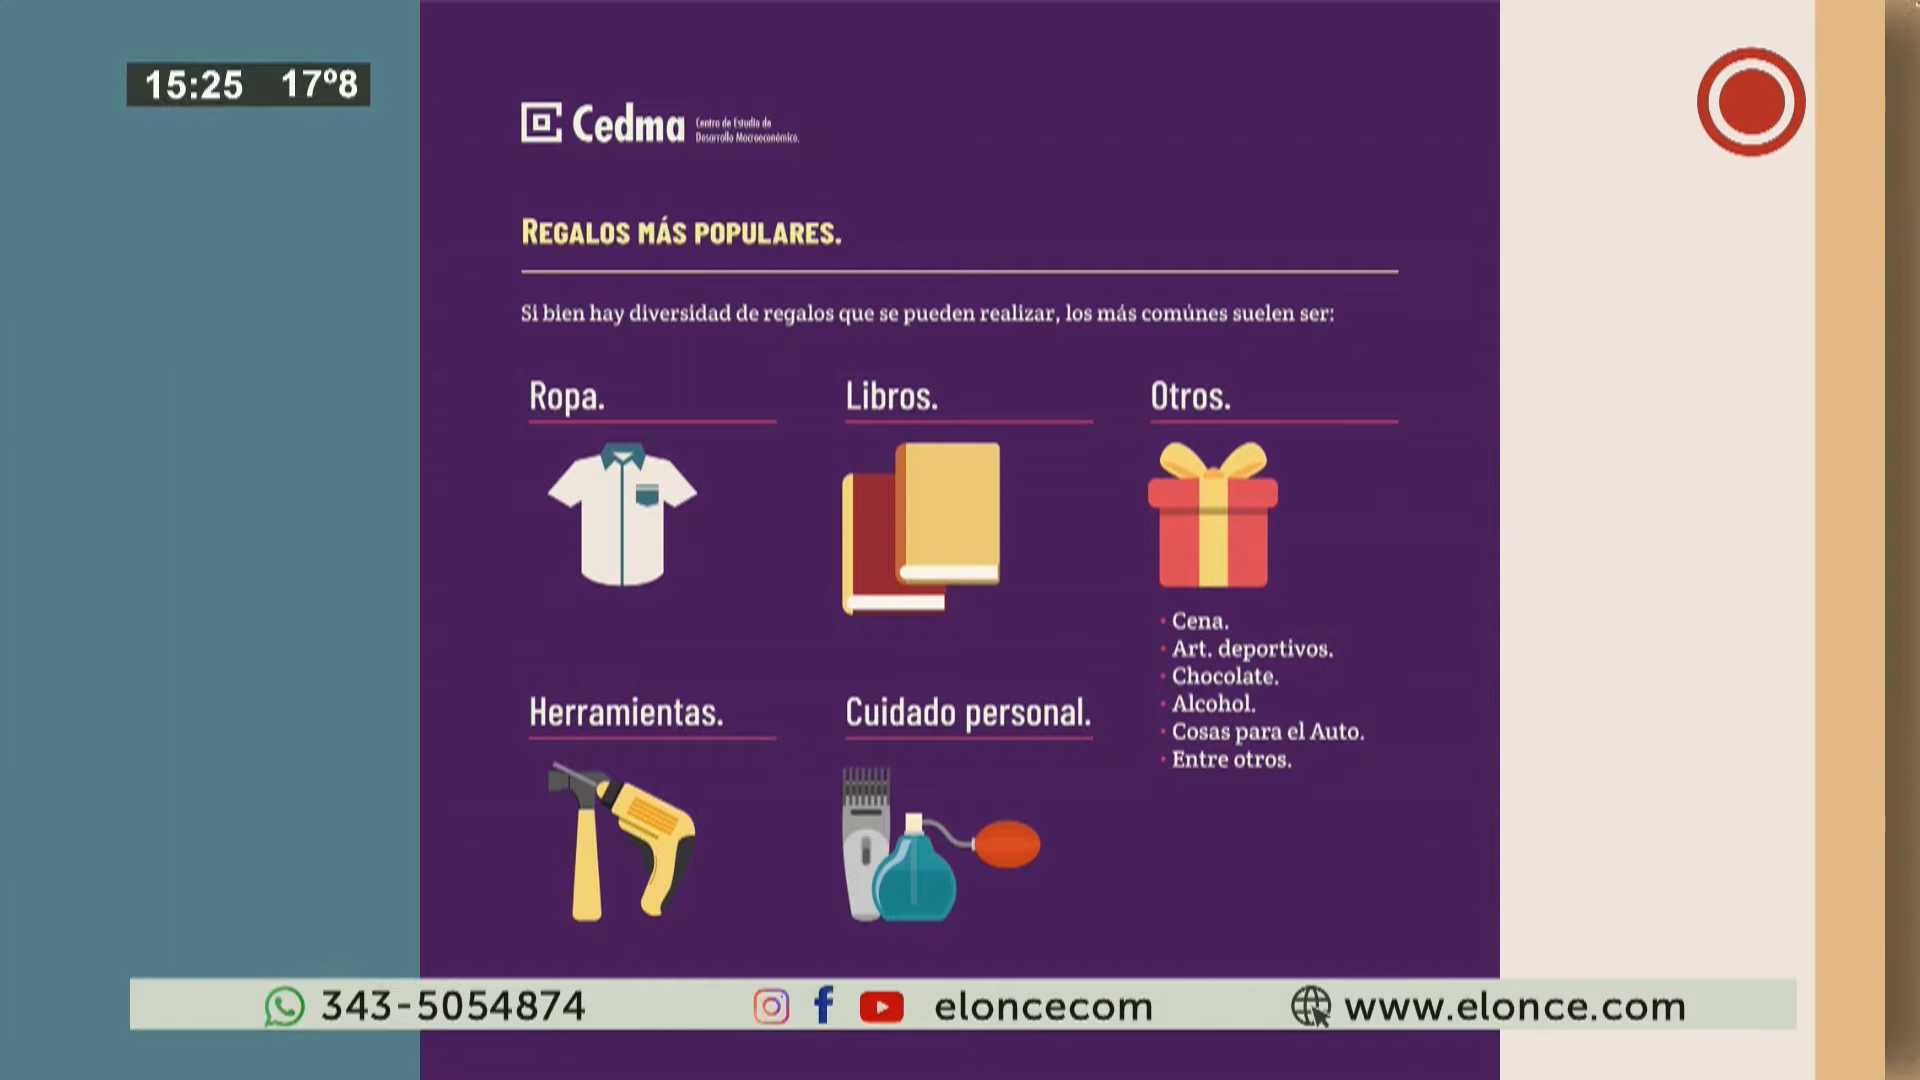 15:25 17º8
Cedma
Centro de Estudio de
Desarrollo Macroeconómico.
REGALOS MÁS POPULARES.
Si bien hay diversidad de regalos que se pueden realizar, los más comúnes suelen ser:
Ropa.
Libros.
Otros.
· Cena.
· Art. deportivos.
· Chocolate.
· Alcohol.
· Cosas para el Auto.
· Entre otros.
Herramientas.
Cuidado personal.
343-5054874
eloncecom
www.elonce.com